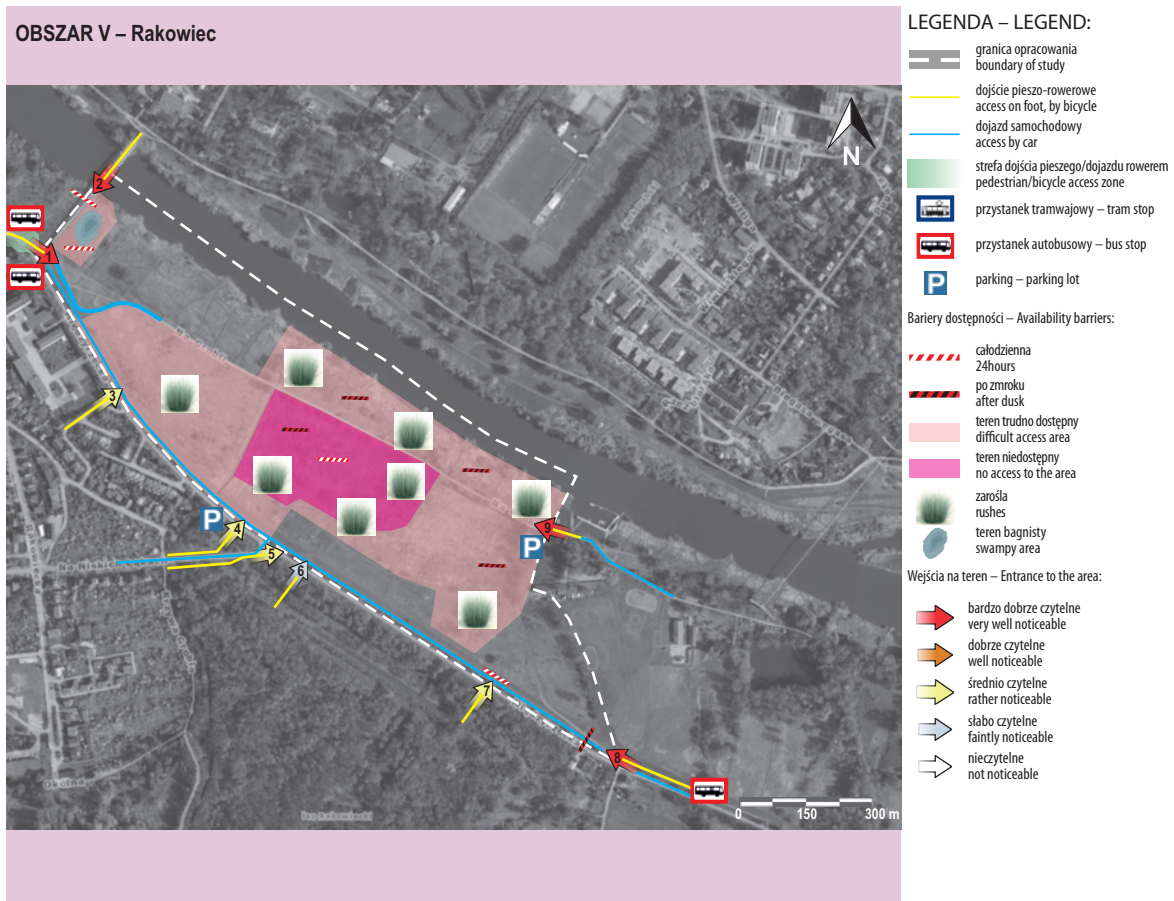 OBSZAR V – Rakowiec
N
2
1
3
P
4
5
6
9
P
7
8
Na Niskich
Okólna
las Rakowiecki
0 150 300 m
LEGENDA – LEGEND:
granica opracowania
boundary of study
dojście pieszo-rowerowe
access on foot, by bicycle
dojazd samochodowy
access by car
strefa dojścia pieszego/dojazdu rowerem
pedestrian/bicycle access zone
przystanek tramwajowy – tram stop
przystanek autobusowy – bus stop
P
parking – parking lot
Bariery dostępności – Availability barriers:
całodzienna
24hours
po zmroku
after dusk
teren trudno dostępny
difficult access area
teren niedostępny
no access to the area
zarośla
rushes
teren bagnisty
swampy area
Wejścia na teren – Entrance to the area:
bardzo dobrze czytelne
very well noticeable
dobrze czytelne
well noticeable
średnio czytelne
rather noticeable
słabo czytelne
faintly noticeable
nieczytelne
not noticeable